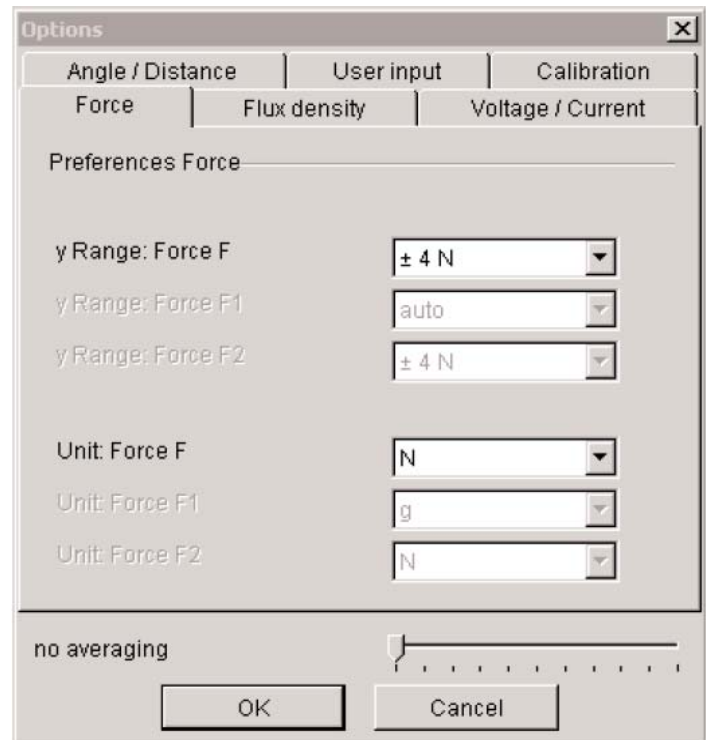 Options
Angle / Distance
User input
Calibration
Force
Flux density
Voltage / Current
Preferences Force
y Range: Force F
± 4 N
y Range: Force F1
auto
y Range: Force F2
± 4 N
Unit: Force F
N
Unit: Force F1
g
Unit: Force F2
N
no averaging
OK
Cancel